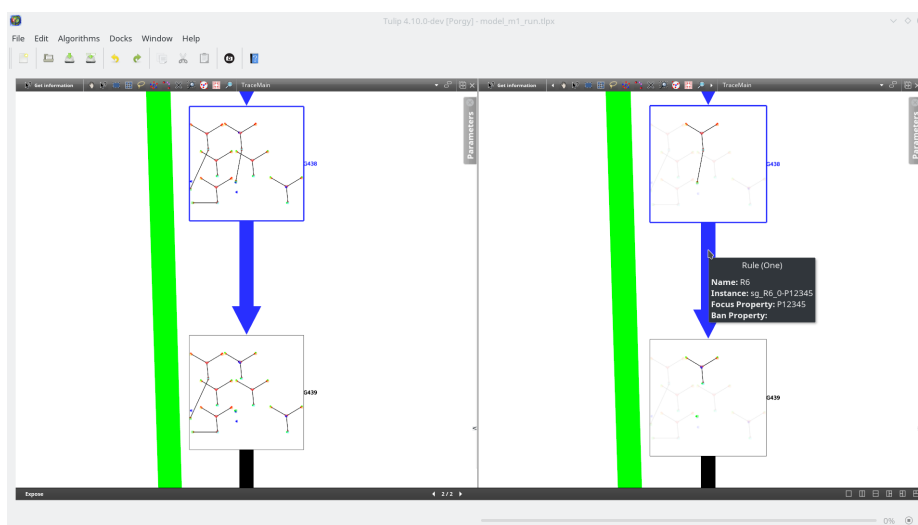 Tulip 4.10.0-dev [Porgy] - model_m1_run.tlpx
File Edit Algorithms Docks Window Help
Get information TraceMain
Get information TraceMain
Parameters
Parameters
G438
G438
Rule (One)
Name: R6
Instance: sg_R6_0-P12345
Focus Property: P12345
Ban Property:
G439
G439
Expose 2/2
0%